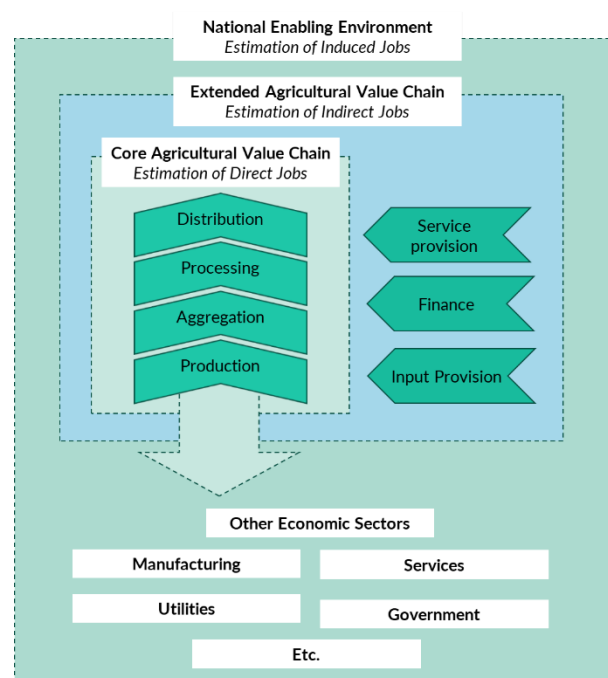 National Enabling Environment
Estimation of Induced Jobs
Extended Agricultural Value Chain
Estimation of Indirect Jobs
Core Agricultural Value Chain
Estimation of Direct Jobs
Distribution
Processing
Aggregation
Production
Service
provision
Finance
Input Provision
Other Economic Sectors
Manufacturing
Services
Utilities
Government
Etc.